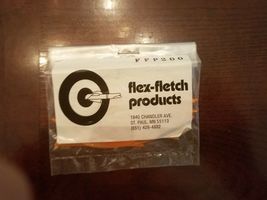 FFP200
flex-fletch
products
1840 CHANDLER AVE.
ST. PAUL, MN 55113
(651) 426-4882